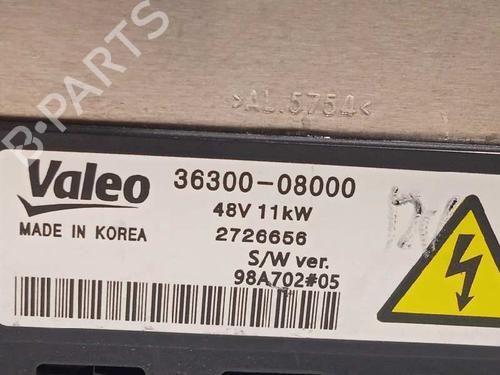 B-PARTS
>AL.5754<
Valeo
36300-08000
48V 11kW
MADE IN KOREA
2726656
S/W ver.
98A702#05